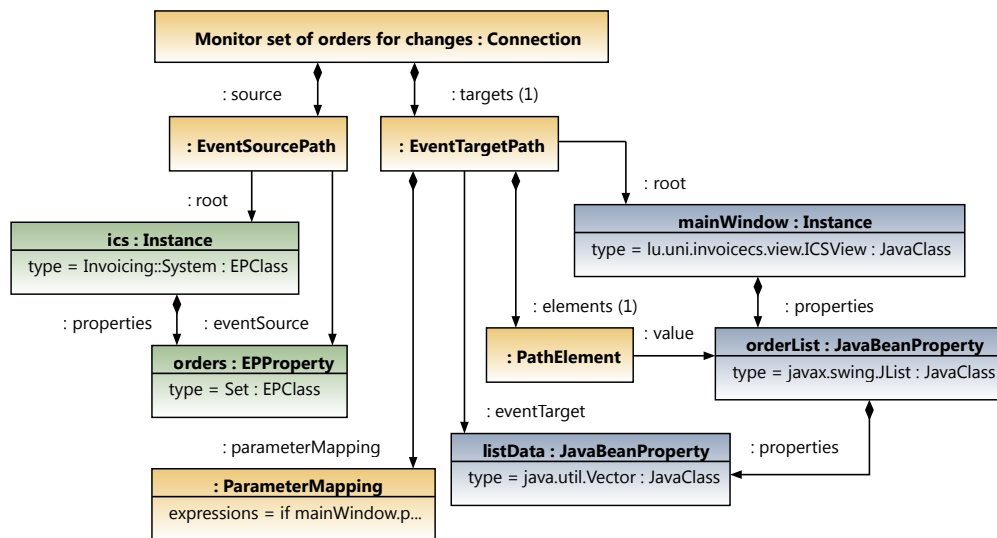 Monitor set of orders for changes : Connection
: source
: targets (1)
: EventSourcePath
: EventTargetPath
: root
: root
ics : Instance
type = Invoicing::System : EPClass
mainWindow : Instance
type = lu.uni.invoicecs.view.ICSView : JavaClass
: properties
: eventSource
: elements (1)
: properties
: value
orders : EPProperty
type = Set : EPClass
: PathElement
orderList : JavaBeanProperty
type = javax.swing.JList : JavaClass
: eventTarget
: parameterMapping
listData : JavaBeanProperty
type = java.util.Vector : JavaClass
: properties
: ParameterMapping
expressions = if mainWindow.p...